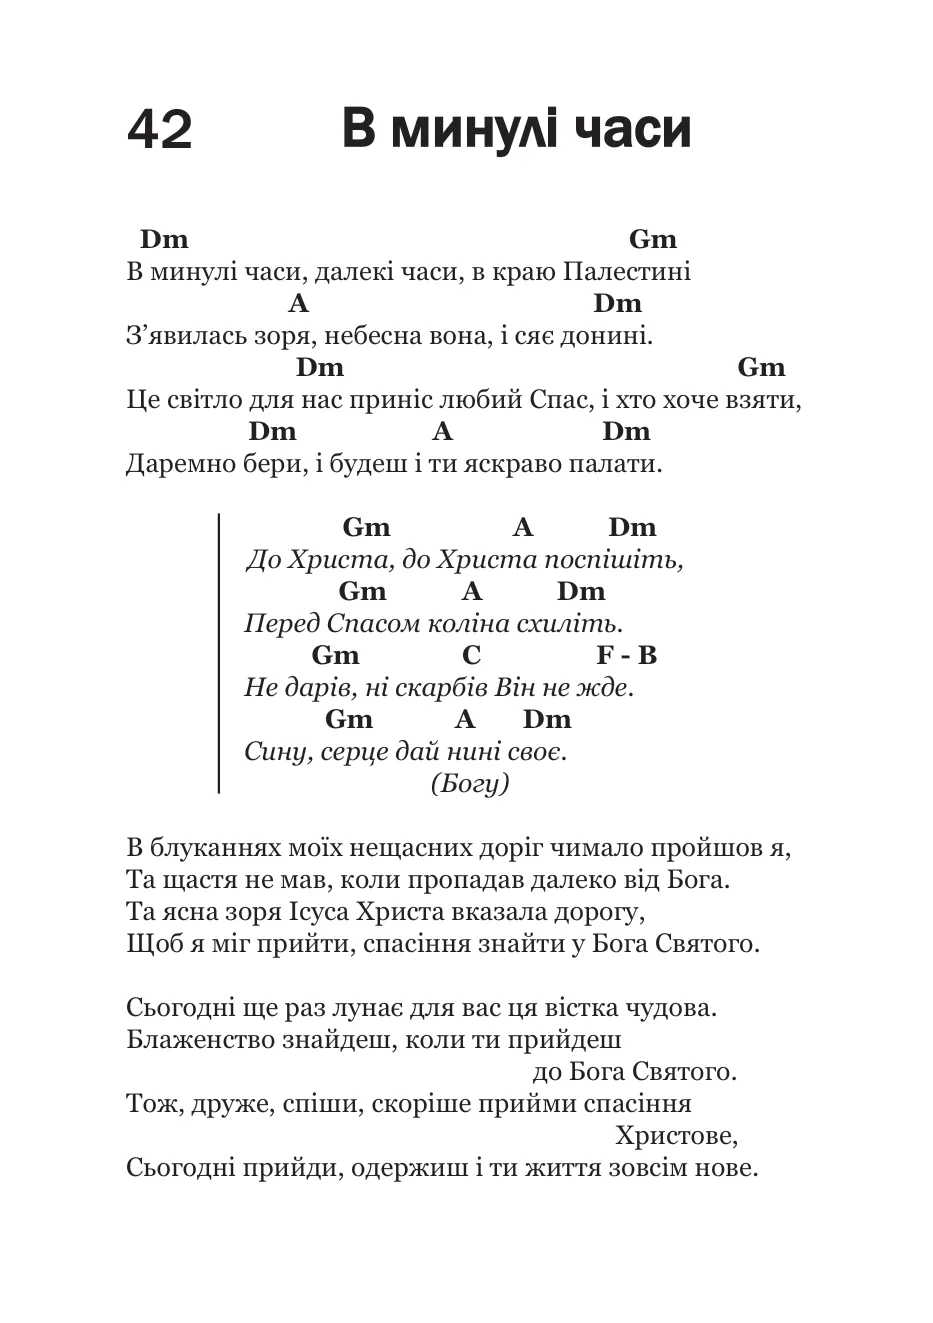 42 В минулі часи
Dm Gm
В минулі часи, далекі часи, в краю Палестині
A Dm
З’явилась зоря, небесна вона, і сяє донині.
Dm Gm
Це світло для нас приніс любий Спас, і хто хоче взяти,
Dm A Dm
Даремно бери, і будеш і ти яскраво палати.
Gm A Dm
До Христа, до Христа поспішіть,
Gm A Dm
Перед Спасом коліна схиліть.
Gm C F - B
Не дарів, ні скарбів Він не жде.
Gm A Dm
Сину, серце дай нині своє.
(Богу)
В блуканнях моїх нещасних доріг чимало пройшов я,
Та щастя не мав, коли пропадав далеко від Бога.
Та ясна зоря Ісуса Христа вказала дорогу,
Щоб я міг прийти, спасіння знайти у Бога Святого.
Сьогодні ще раз лунає для вас ця вістка чудова.
Блаженство знайдеш, коли ти прийдеш
до Бога Святого.
Тож, друже, спіши, скоріше прийми спасіння
Христове,
Сьогодні прийди, одержиш і ти життя зовсім нове.